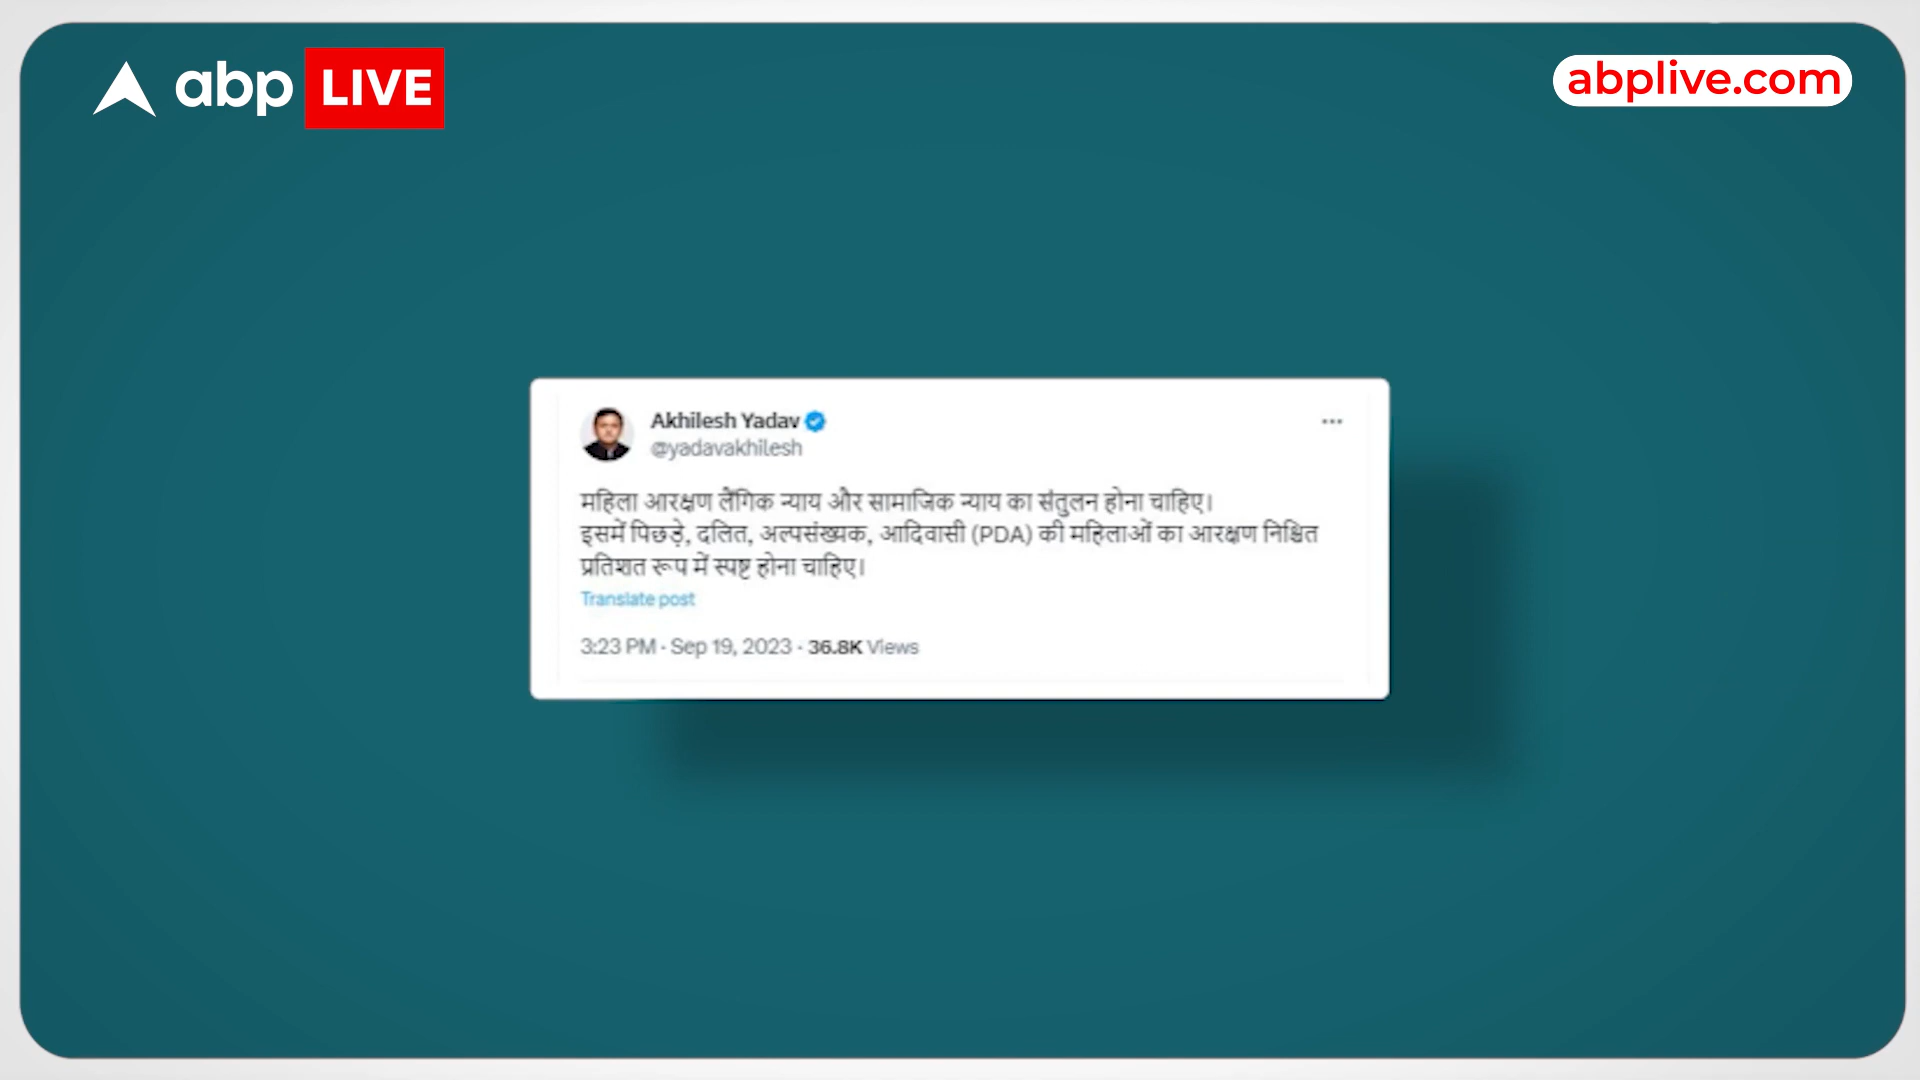 abp LIVE
abplive.com
Akhilesh Yadav
@yadavakhilesh
महिला आरक्षण लैंगिक न्याय और सामाजिक न्याय का संतुलन होना चाहिए।
इसमें पिछड़े, दलित, अल्पसंख्यक, आदिवासी (PDA) की महिलाओं का आरक्षण निश्चित
प्रतिशत रूप में स्पष्ट होना चाहिए।
Translate post
3:23 PM · Sep 19, 2023 · 36.8K Views